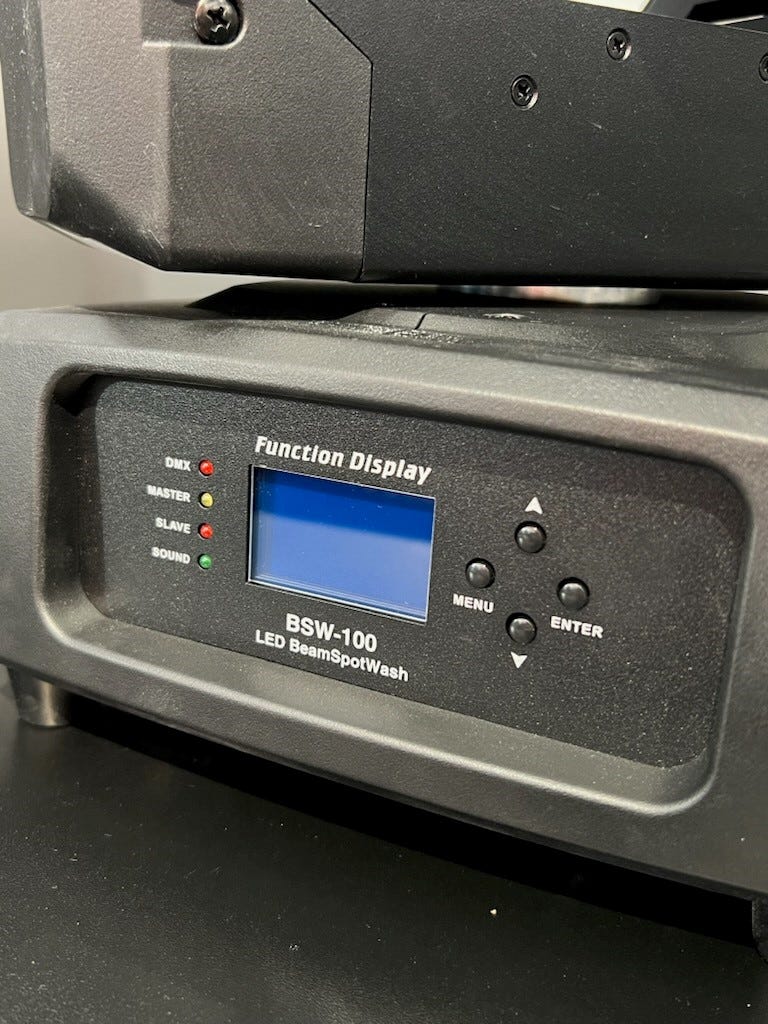 Function Display
DMX
MASTER
SLAVE
SOUND
MENU
ENTER
BSW-100
LED BeamSpotWash